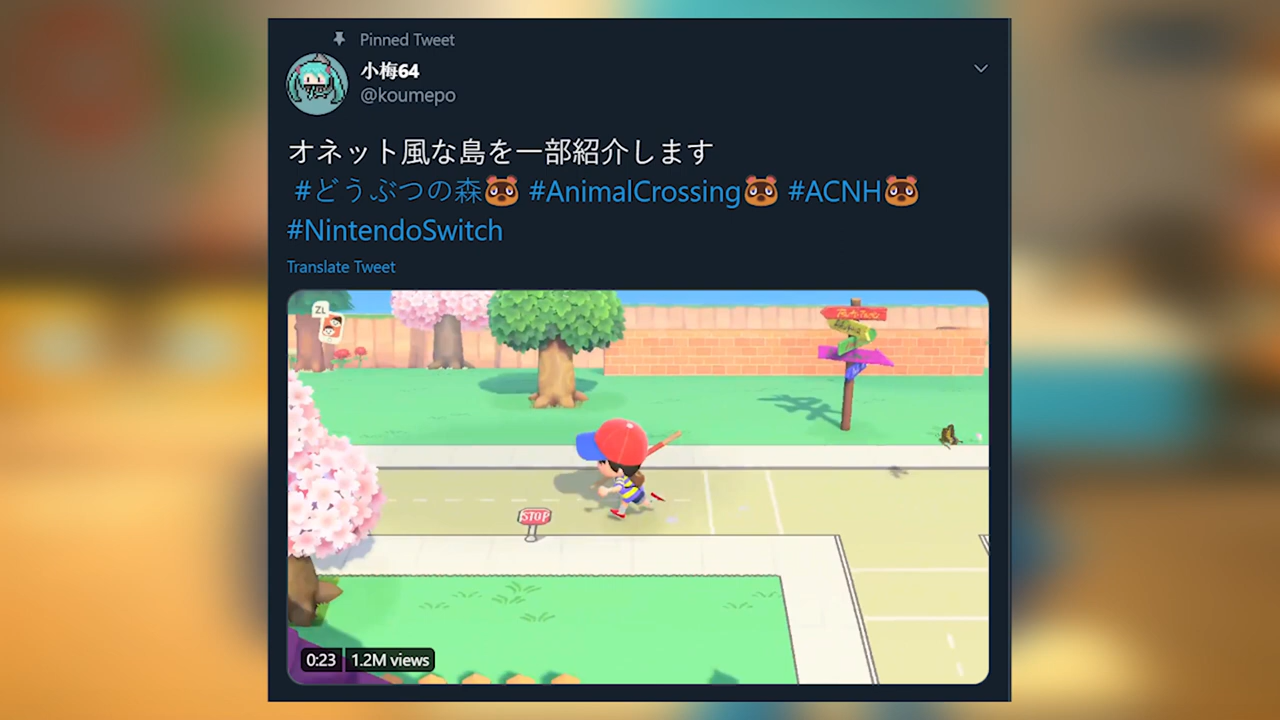 Pinned Tweet
小梅64
@koumepo
オネット風な島を一部紹介します
#どうぶつの森 #AnimalCrossing #ACNH
#NintendoSwitch
Translate Tweet
ZL
STOP
0:23 1.2M views